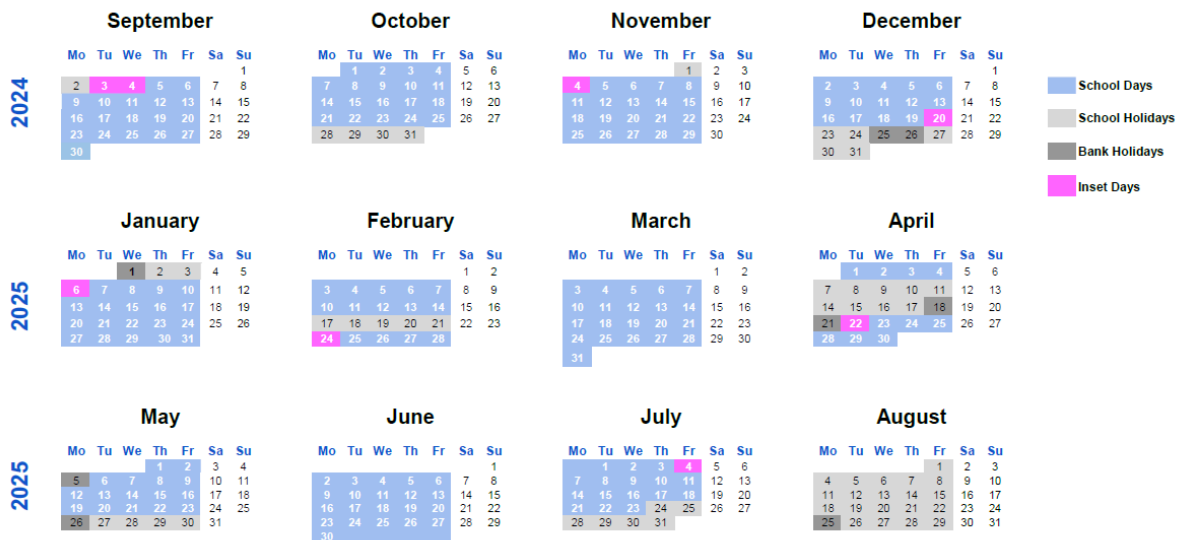 2024
September
Mo Tu We Th Fr Sa Su
1
2 3 4 5 6 7 8
9 10 11 12 13 14 15
16 17 18 19 20 21 22
23 24 25 26 27 28 29
30
October
Mo Tu We Th Fr Sa Su
1 2 3 4 5 6
7 8 9 10 11 12 13
14 15 16 17 18 19 20
21 22 23 24 25 26 27
28 29 30 31
November
Mo Tu We Th Fr Sa Su
1 2 3
4 5 6 7 8 9 10
11 12 13 14 15 16 17
18 19 20 21 22 23 24
25 26 27 28 29 30
December
Mo Tu We Th Fr Sa Su
1
2 3 4 5 6 7 8
9 10 11 12 13 14 15
16 17 18 19 20 21 22
23 24 25 26 27 28 29
30 31
School Days
School Holidays
Bank Holidays
Inset Days
2025
January
Mo Tu We Th Fr Sa Su
1 2 3 4 5
6 7 8 9 10 11 12
13 14 15 16 17 18 19
20 21 22 23 24 25 26
27 28 29 30 31
February
Mo Tu We Th Fr Sa Su
1 2
3 4 5 6 7 8 9
10 11 12 13 14 15 16
17 18 19 20 21 22 23
24 25 26 27 28
March
Mo Tu We Th Fr Sa Su
1 2
3 4 5 6 7 8 9
10 11 12 13 14 15 16
17 18 19 20 21 22 23
24 25 26 27 28 29 30
31
April
Mo Tu We Th Fr Sa Su
1 2 3 4 5 6
7 8 9 10 11 12 13
14 15 16 17 18 19 20
21 22 23 24 25 26 27
28 29 30
2025
May
Mo Tu We Th Fr Sa Su
1 2 3 4
5 6 7 8 9 10 11
12 13 14 15 16 17 18
19 20 21 22 23 24 25
26 27 28 29 30 31
June
Mo Tu We Th Fr Sa Su
1
2 3 4 5 6 7 8
9 10 11 12 13 14 15
16 17 18 19 20 21 22
23 24 25 26 27 28 29
30
July
Mo Tu We Th Fr Sa Su
1 2 3 4 5 6
7 8 9 10 11 12 13
14 15 16 17 18 19 20
21 22 23 24 25 26 27
28 29 30 31
August
Mo Tu We Th Fr Sa Su
1 2 3
4 5 6 7 8 9 10
11 12 13 14 15 16 17
18 19 20 21 22 23 24
25 26 27 28 29 30 31